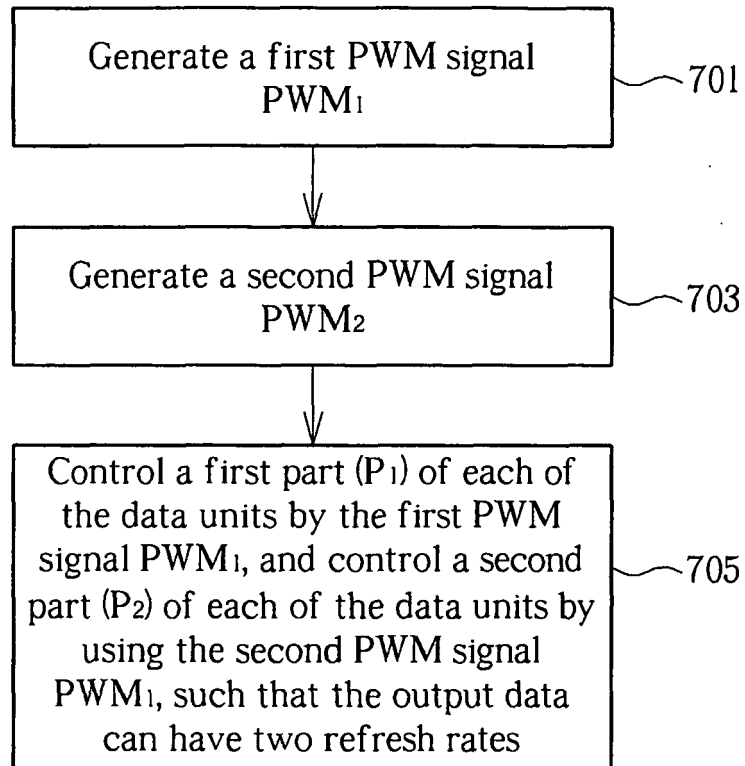 Generate a first PWM signal
PWM₁
701
Generate a second PWM signal
PWM₂
703
Control a first part (P₁) of each of
the data units by the first PWM
signal PWM₁, and control a second
part (P₂) of each of the data units by
using the second PWM signal
PWM₁, such that the output data
can have two refresh rates
705